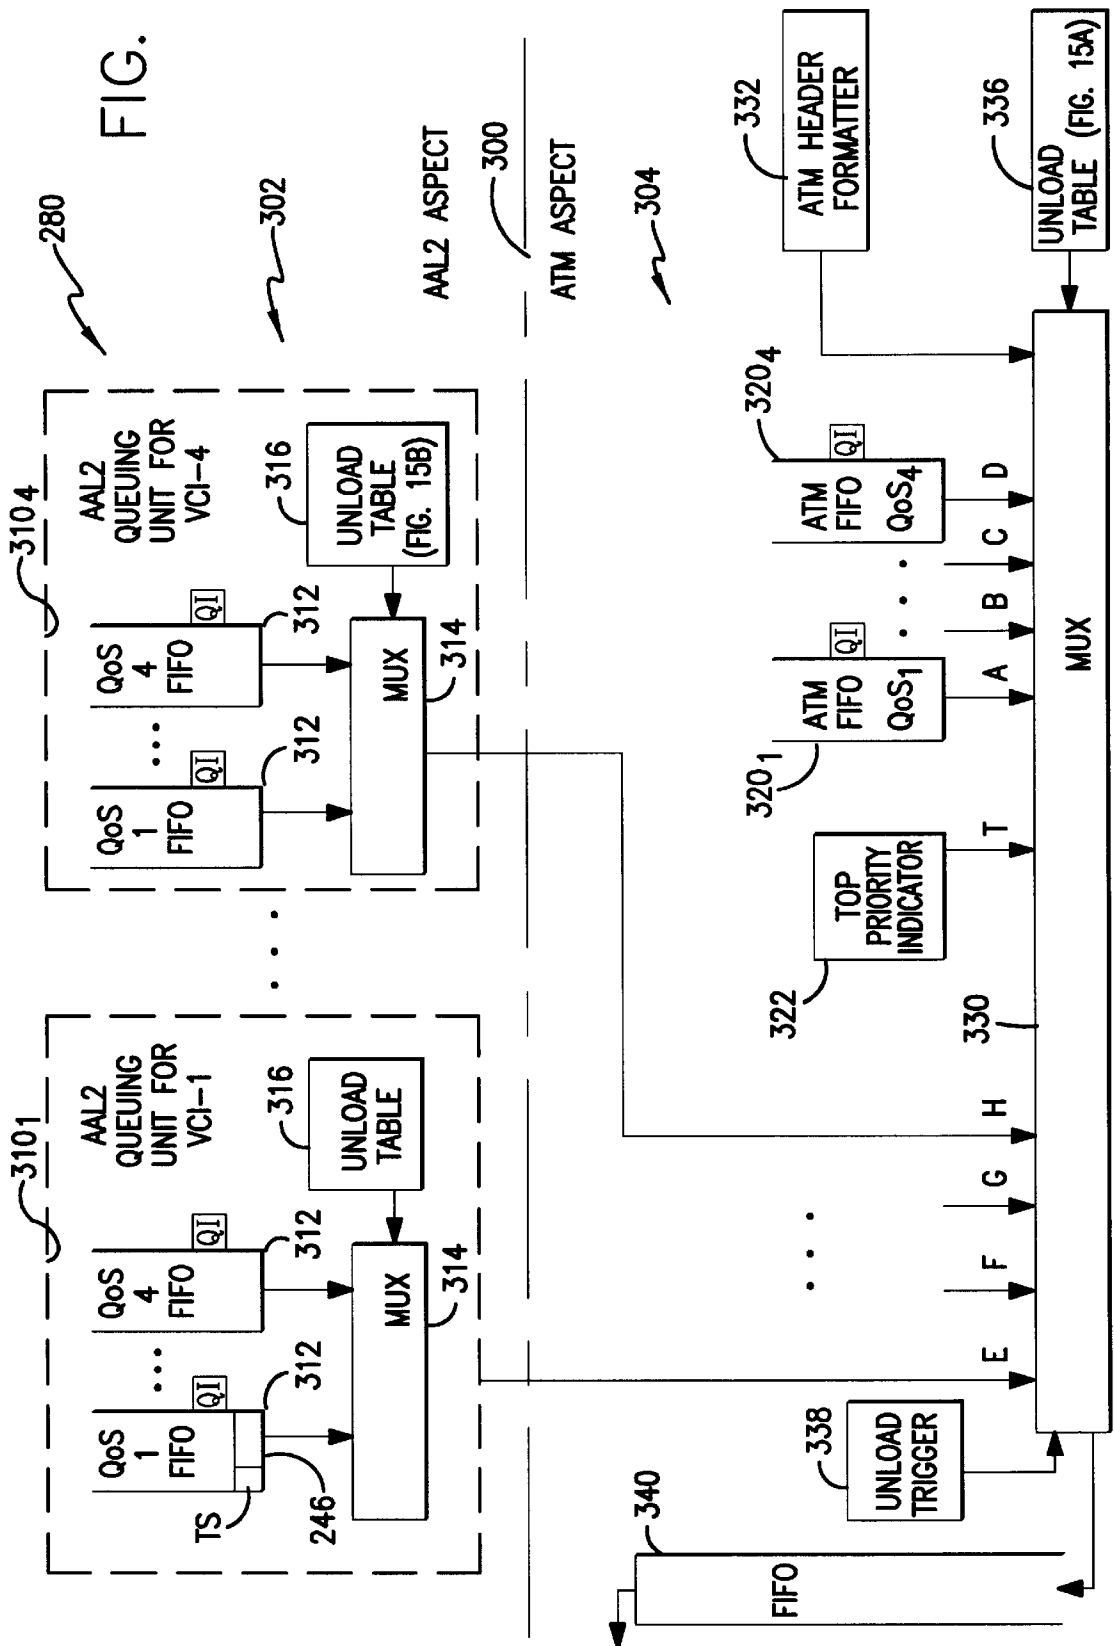 FIG.
280
302
3101
AAL2
QUEUING
UNIT FOR
VCI-1
QoS
1
FIFO
QI
312
TS
246
QoS
4
FIFO
QI
312
316
UNLOAD
TABLE
MUX
314
3104
AAL2
QUEUING
UNIT FOR
VCI-4
QoS
1
FIFO
QI
312
QoS
4
FIFO
QI
312
316
UNLOAD
TABLE
(FIG. 15B)
MUX
314
AAL2 ASPECT
300
ATM ASPECT
304
340
FIFO
338
UNLOAD
TRIGGER
E
F
G
H
322
TOP
PRIORITY
INDICATOR
T
3201
ATM
FIFO
QoS1
QI
A
B
C
3204
ATM
FIFO
QoS4
QI
D
332
ATM HEADER
FORMATTER
330
MUX
336
UNLOAD
TABLE (FIG. 15A)